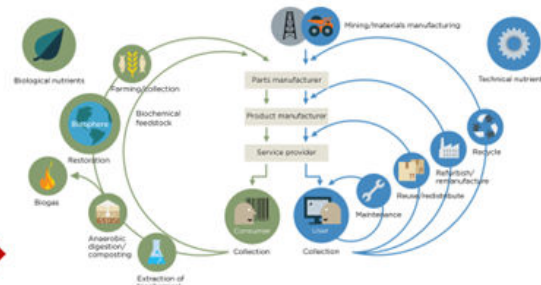 Mining/materials manufacturing
Biological nutrients
Farming/collection
Parts manufacturer
Technical nutrient
Biochemical
feedstock
Product manufacturer
Biosphere
Restoration
Service provider
Recycle
Refurbish/
remanufacture
Reuse/redistribute
Biogas
Maintenance
Consumer
User
Anaerobic
digestion/
composting
Collection
Collection
Extraction of